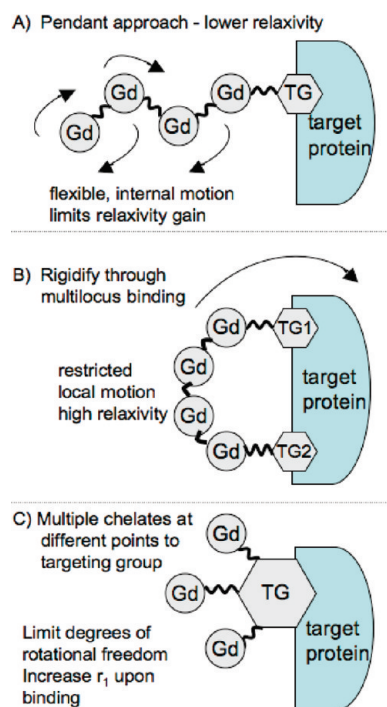 A) Pendant approach - lower relaxivity
Gd
Gd
Gd
Gd
TG
target
protein
flexible, internal motion
limits relaxivity gain
B) Rigidify through
multilocus binding
Gd
TG1
Gd
restricted
local motion
high relaxivity
Gd
target
protein
Gd
TG2
C) Multiple chelates at
different points to
targeting group
Gd
Gd
TG
Gd
target
protein
Limit degrees of
rotational freedom
Increase r₁ upon
binding